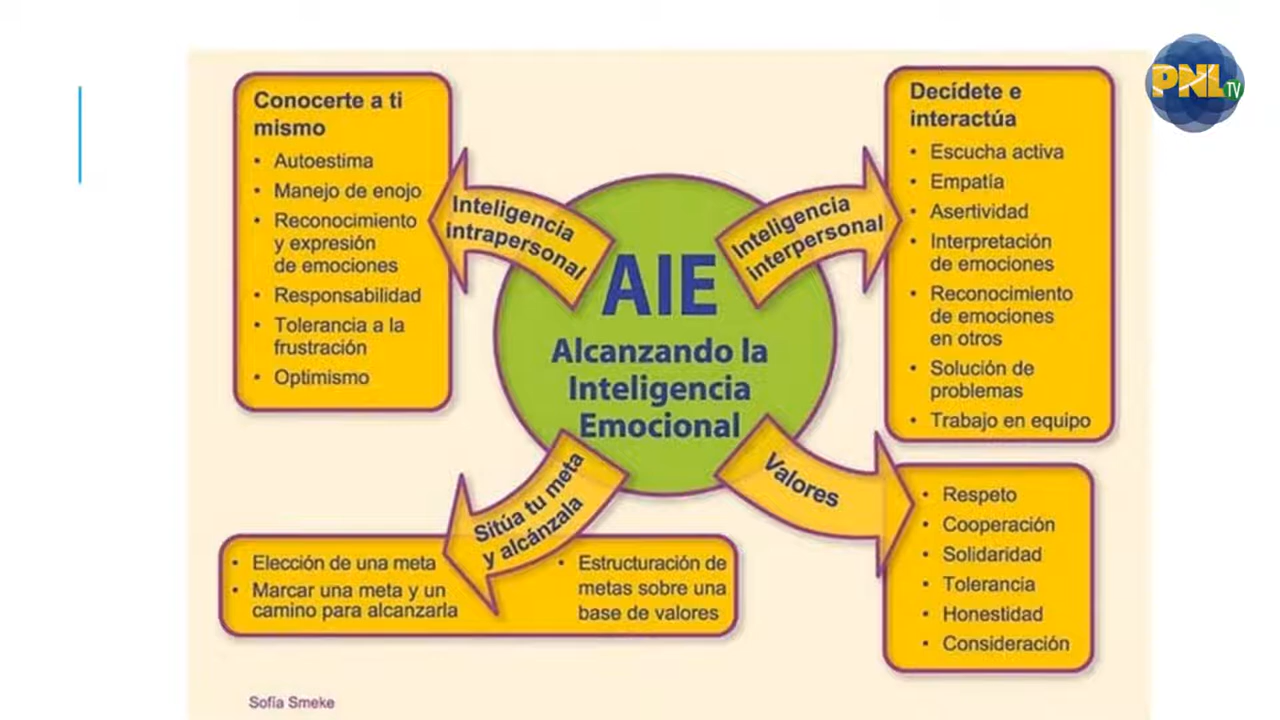 PNL TV
Conocerte a ti
mismo
• Autoestima
• Manejo de enojo
• Reconocimiento
y expresión
de emociones
• Responsabilidad
• Tolerancia a la
frustración
• Optimismo
Inteligencia
intrapersonal
AIE
Alcanzando la
Inteligencia
Emocional
Inteligencia
interpersonal
Decídete e
interactúa
• Escucha activa
• Empatía
• Asertividad
• Interpretación
de emociones
• Reconocimiento
de emociones
en otros
• Solución de
problemas
• Trabajo en equipo
Sitúa tu meta
y alcánzala
• Elección de una meta
• Marcar una meta y un
camino para alcanzarla
• Estructuración de
metas sobre una
base de valores
Valores
• Respeto
• Cooperación
• Solidaridad
• Tolerancia
• Honestidad
• Consideración
Sofía Smeke